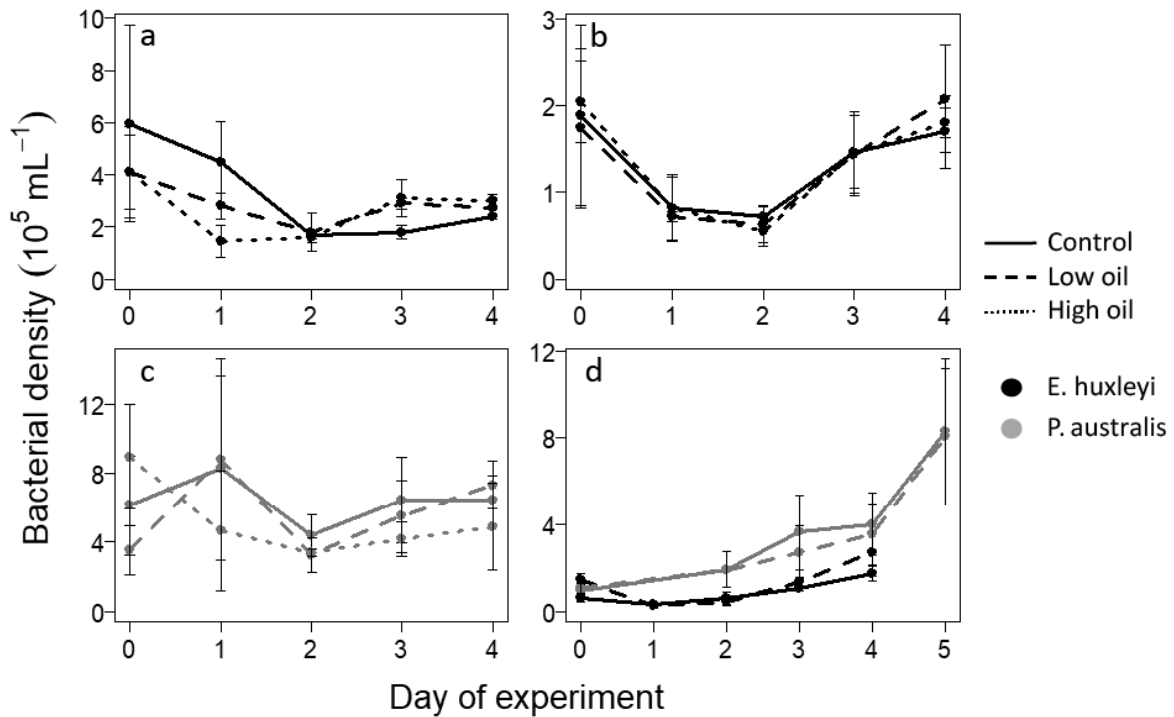 Bacterial density (10⁵ mL⁻¹)
a
10
8
6
4
2
0
0 1 2 3 4
b
3
2
1
0
0 1 2 3 4
Control
Low oil
High oil
c
12
8
4
0
0 1 2 3 4
d
12
8
4
0
0 1 2 3 4 5
E. huxleyi
P. australis
Day of experiment